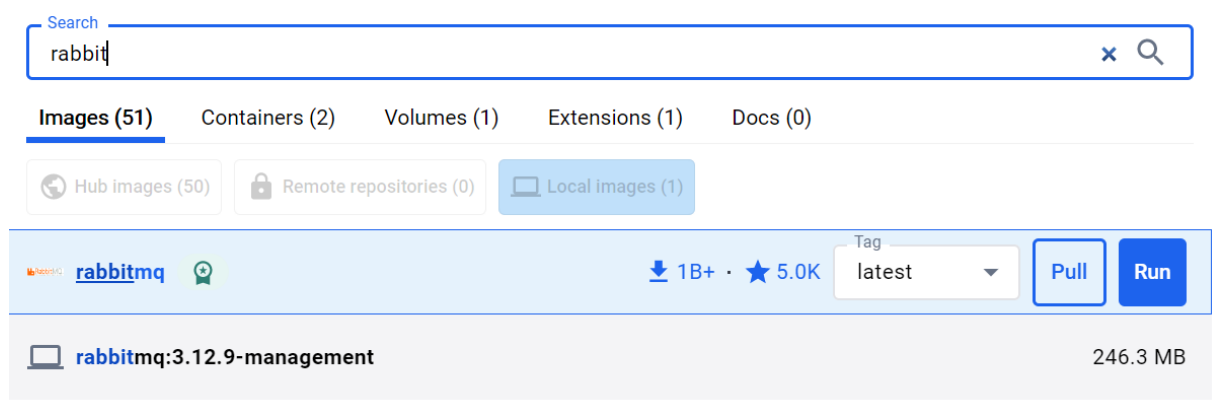 Search
rabbit
Images (51) Containers (2) Volumes (1) Extensions (1) Docs (0)
Hub images (50) Remote repositories (0) Local images (1)
rabbitmq 1B+ · 5.0K Tag latest Pull Run
rabbitmq:3.12.9-management 246.3 MB